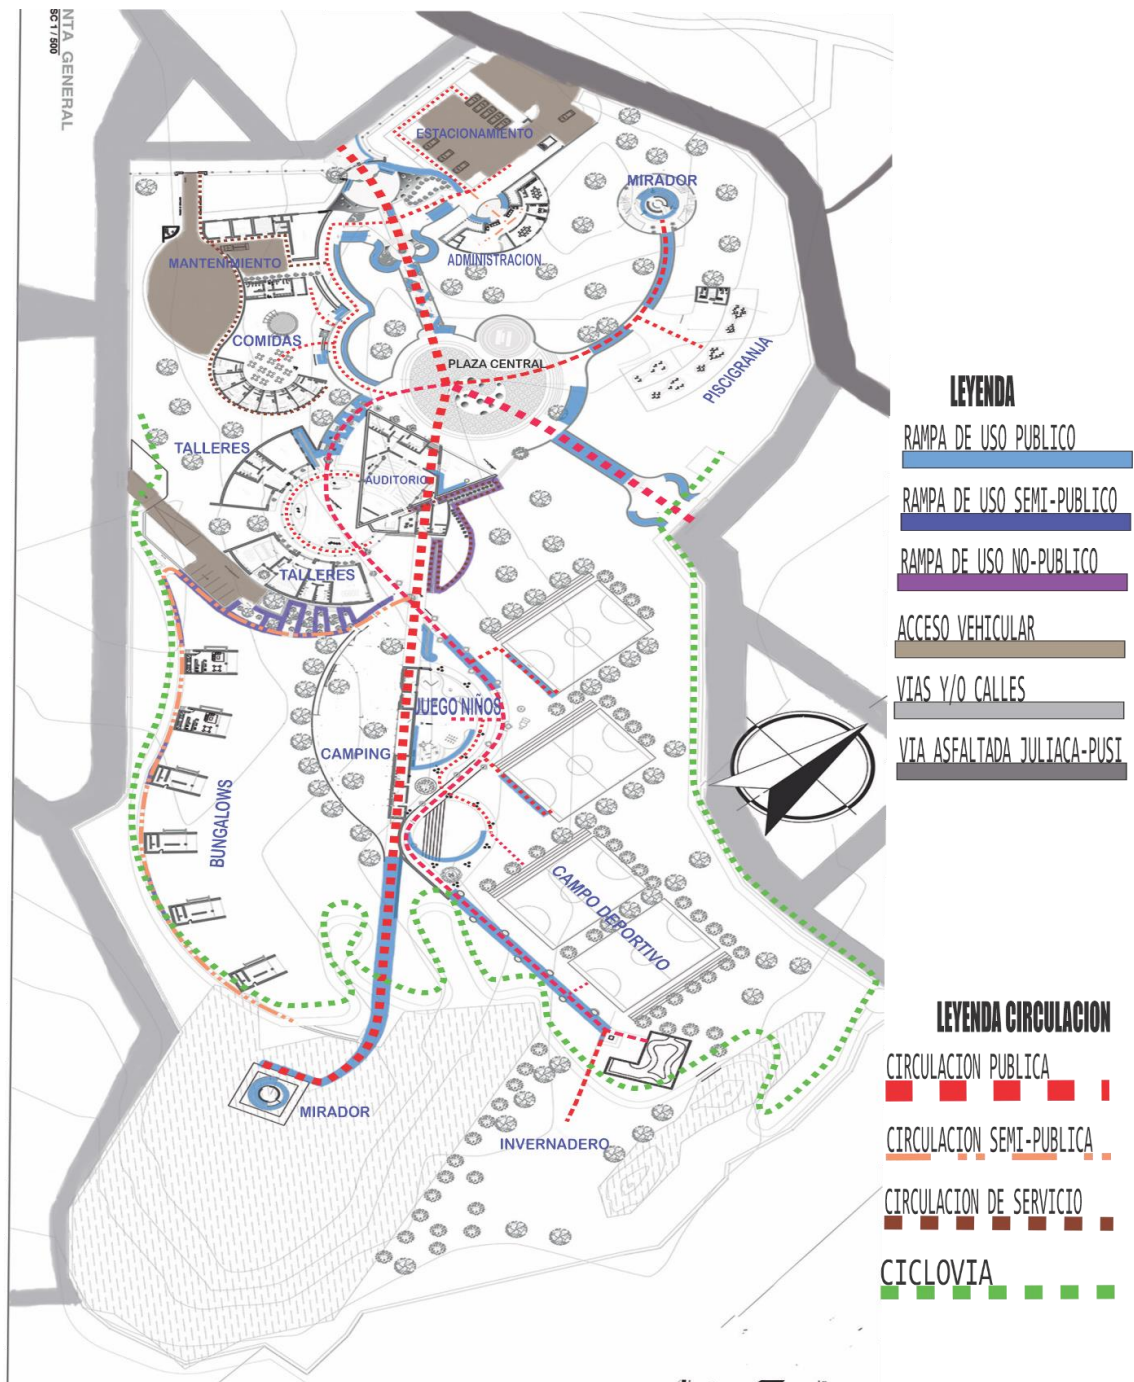 NTA GENERAL
SC 1 / 500
ESTACIONAMIENTO
MIRADOR
ADMINISTRACION
MANTENIMIENTO
COMIDAS
PLAZA CENTRAL
PISCIGRANJA
TALLERES
AUDITORIO
TALLERES
JUEGO NIÑOS
CAMPING
BUNGALOWS
CAMPO DEPORTIVO
MIRADOR
INVERNADERO
LEYENDA
RAMPA DE USO PUBLICO
RAMPA DE USO SEMI-PUBLICO
RAMPA DE USO NO-PUBLICO
ACCESO VEHICULAR
VIAS Y/O CALLES
VIA ASFALTADA JULIACA-PUSI
LEYENDA CIRCULACION
CIRCULACION PUBLICA
CIRCULACION SEMI-PUBLICA
CIRCULACION DE SERVICIO
CICLOVIA